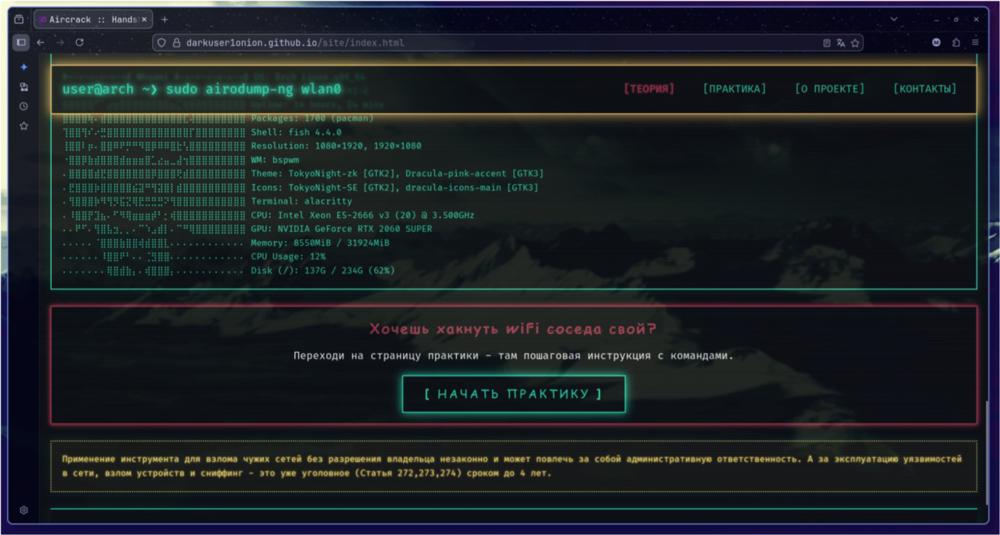 Aircrack :: Hands
darkuser1onion.github.io/site/index.html
user@arch ~❯ sudo airodump-ng wlan0
[ТЕОРИЯ] [ПРАКТИКА] [О ПРОЕКТЕ] [КОНТАКТЫ]
Packages: 1700 (pacman)
Shell: fish 4.4.0
Resolution: 1080×1920, 1920×1080
WM: bspwm
Theme: TokyoNight-zk [GTK2], Dracula-pink-accent [GTK3]
Icons: TokyoNight-SE [GTK2], dracula-icons-main [GTK3]
Terminal: alacritty
CPU: Intel Xeon E5-2666 v3 (20) @ 3.500GHz
GPU: NVIDIA GeForce RTX 2060 SUPER
Memory: 8550MiB / 31924MiB
CPU Usage: 12%
Disk (/): 137G / 234G (62%)
Хочешь хакнуть WiFi соседа свой?
Переходи на страницу практики - там пошаговая инструкция с командами.
[ НАЧАТЬ ПРАКТИКУ ]
Применение инструмента для взлома чужих сетей без разрешения владельца незаконно и может повлечь за собой административную ответственность. А за эксплуатацию уязвимостей
в сети, взлом устройств и сниффинг - это уже уголовное (Статья 272,273,274) сроком до 4 лет.